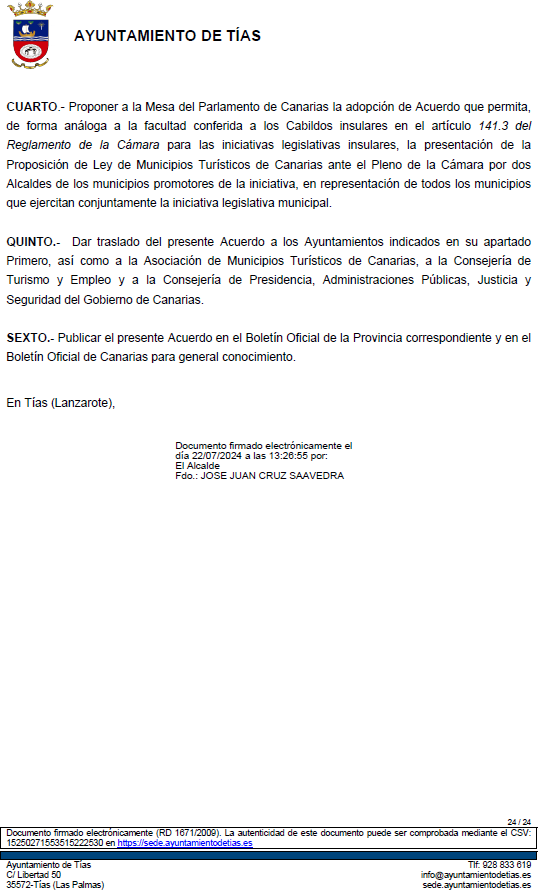 AYUNTAMIENTO DE TÍAS
CUARTO.- Proponer a la Mesa del Parlamento de Canarias la adopción de Acuerdo que permita,
de forma análoga a la facultad conferida a los Cabildos insulares en el artículo 141.3 del
Reglamento de la Cámara para las iniciativas legislativas insulares, la presentación de la
Proposición de Ley de Municipios Turísticos de Canarias ante el Pleno de la Cámara por dos
Alcaldes de los municipios promotores de la iniciativa, en representación de todos los municipios
que ejercitan conjuntamente la iniciativa legislativa municipal.
QUINTO.- Dar traslado del presente Acuerdo a los Ayuntamientos indicados en su apartado
Primero, así como a la Asociación de Municipios Turísticos de Canarias, a la Consejería de
Turismo y Empleo y a la Consejería de Presidencia, Administraciones Públicas, Justicia y
Seguridad del Gobierno de Canarias.
SEXTO.- Publicar el presente Acuerdo en el Boletín Oficial de la Provincia correspondiente y en el
Boletín Oficial de Canarias para general conocimiento.
En Tías (Lanzarote),
Documento firmado electrónicamente el
día 22/07/2024 a las 13:26:55 por:
El Alcalde
Fdo.: JOSE JUAN CRUZ SAAVEDRA
24 / 24
Documento firmado electrónicamente (RD 1671/2009). La autenticidad de este documento puede ser comprobada mediante el CSV:
15250271553515222530 en https://sede.ayuntamientodetias.es
Ayuntamiento de Tías Tlf: 928 833 619
C/ Libertad 50 info@ayuntamientodetias.es
35572-Tías (Las Palmas) sede.ayuntamientodetias.es